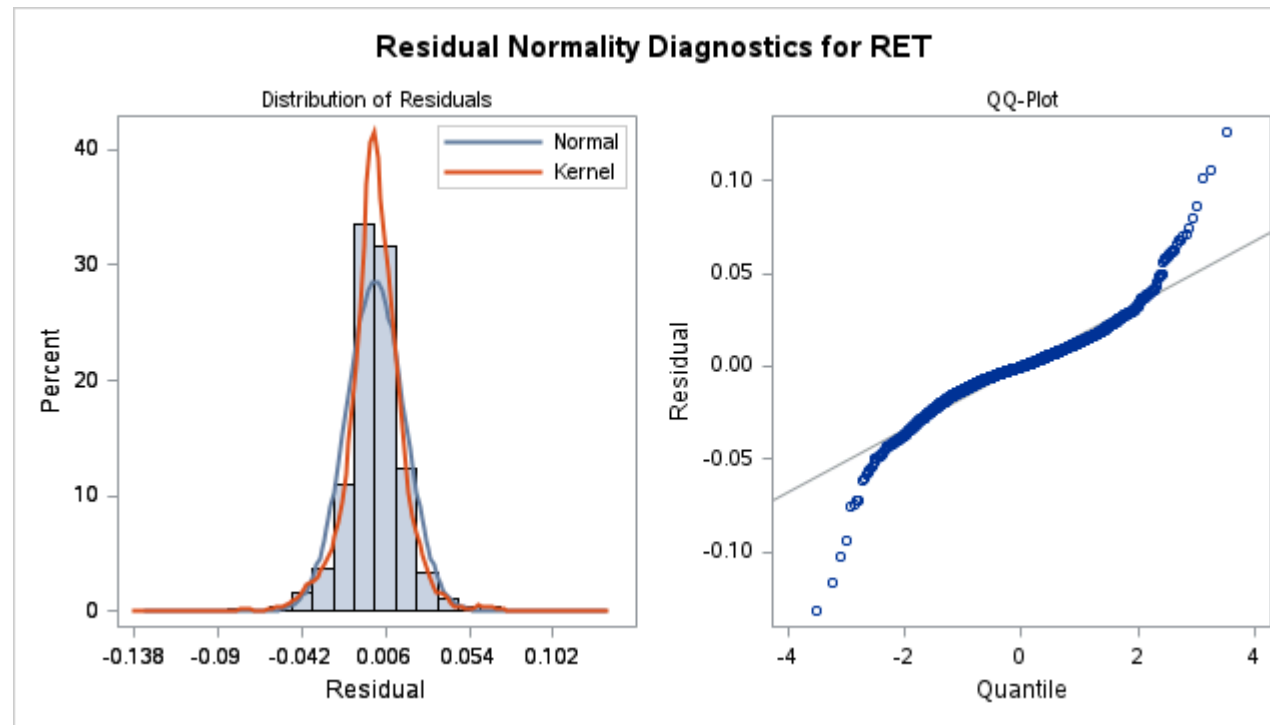 Residual Normality Diagnostics for RET
Distribution of Residuals
Normal
Kernel
40
30
20
10
0
Percent
-0.138 -0.09 -0.042 0.006 0.054 0.102
Residual
QQ-Plot
0.10
0.05
0.00
-0.05
-0.10
Residual
-4 -2 0 2 4
Quantile